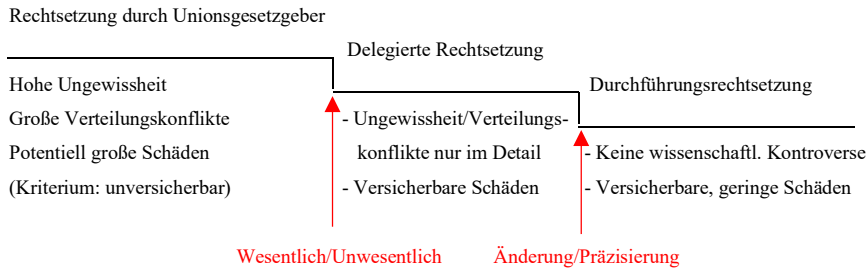 Rechtsetzung durch Unionsgesetzgeber
Delegierte Rechtsetzung
Hohe Ungewissheit
Durchführungsrechtsetzung
Große Verteilungskonflikte
- Ungewissheit/Verteilungs-
Potentiell große Schäden
konflikte nur im Detail
- Keine wissenschaftl. Kontroverse
(Kriterium: unversicherbar)
- Versicherbare Schäden
- Versicherbare, geringe Schäden
Wesentlich/Unwesentlich
Änderung/Präzisierung